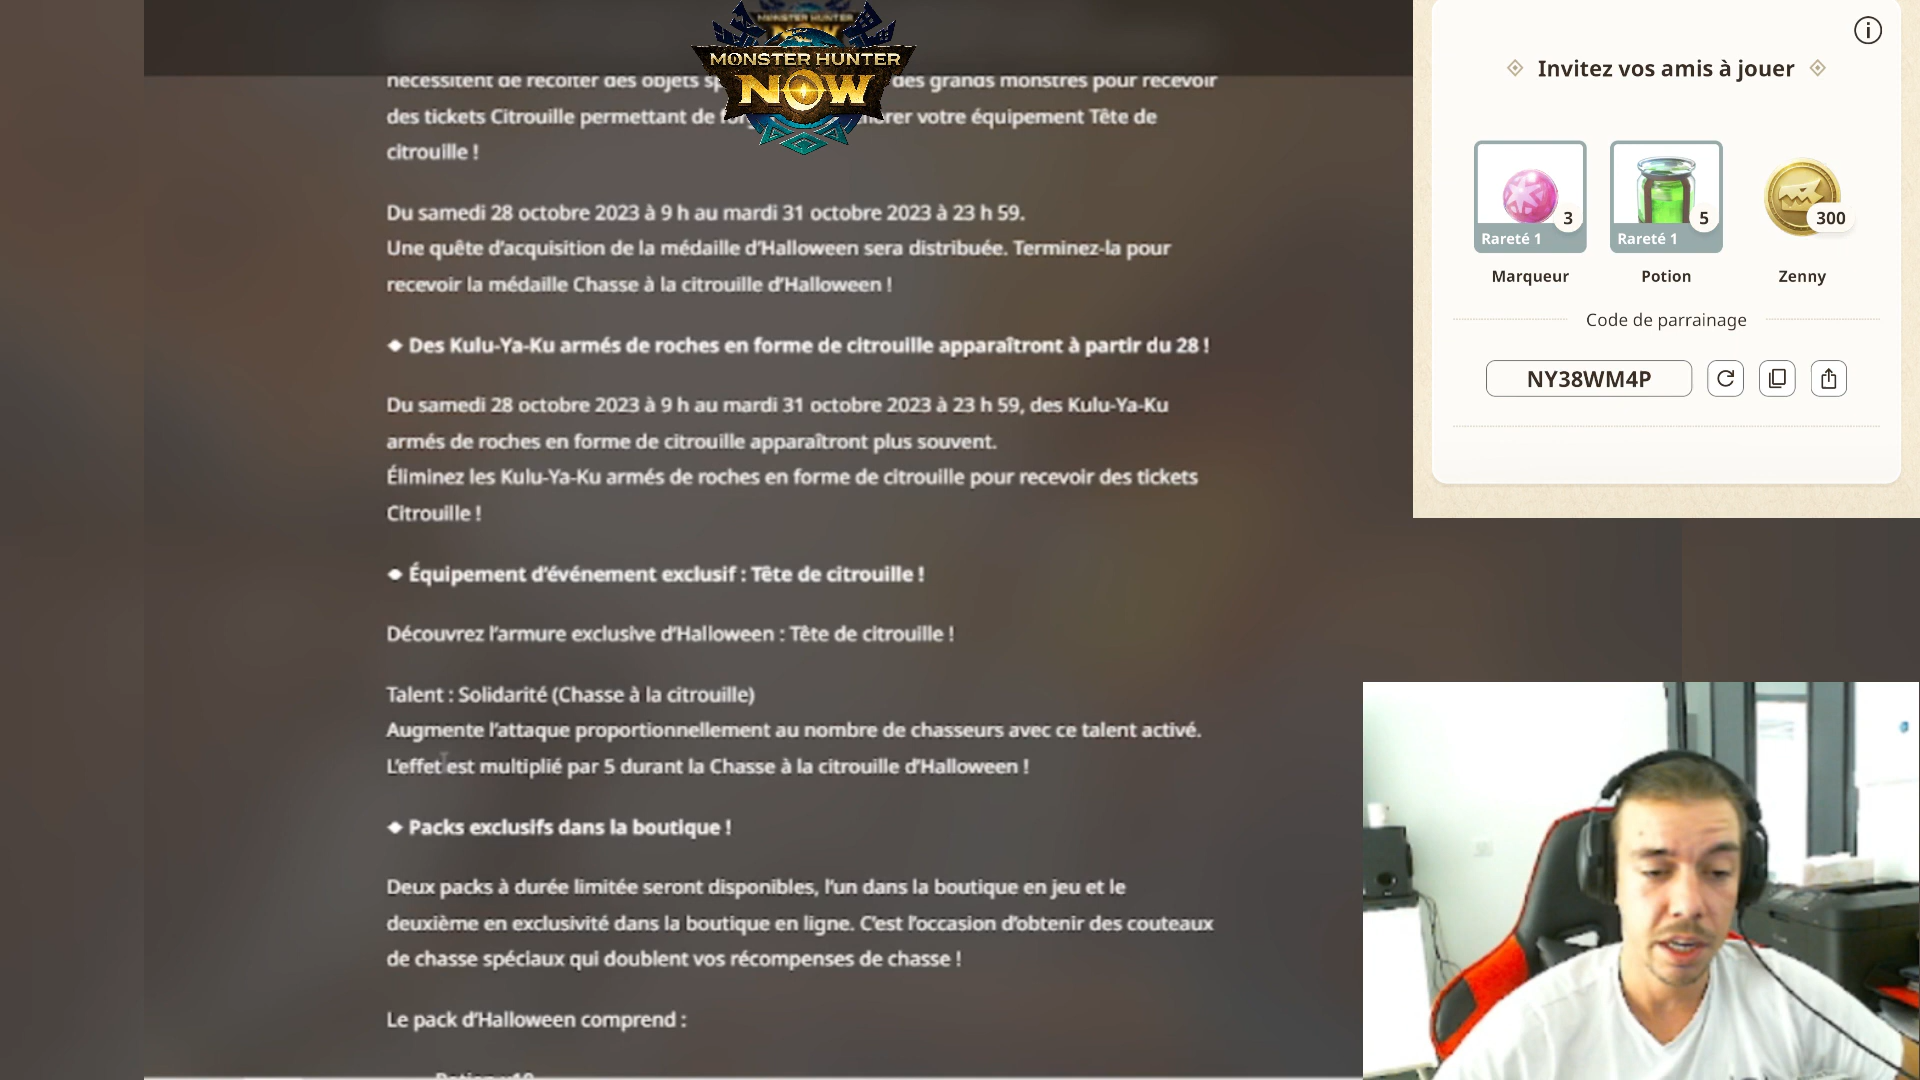 MONSTER HUNTER
NOW
nécessitent de récolter des objets des grands monstres pour recevoir
des tickets Citrouille permettant de votre équipement Tête de
citrouille !
Du samedi 28 octobre 2023 à 9 h au mardi 31 octobre 2023 à 23 h 59.
Une quête d’acquisition de la médaille d’Halloween sera distribuée. Terminez-la pour
recevoir la médaille Chasse à la citrouille d’Halloween !
◆ Des Kulu-Ya-Ku armés de roches en forme de citrouille apparaîtront à partir du 28 !
Du samedi 28 octobre 2023 à 9 h au mardi 31 octobre 2023 à 23 h 59, des Kulu-Ya-Ku
armés de roches en forme de citrouille apparaîtront plus souvent.
Éliminez les Kulu-Ya-Ku armés de roches en forme de citrouille pour recevoir des tickets
Citrouille !
◆ Équipement d’événement exclusif : Tête de citrouille !
Découvrez l’armure exclusive d’Halloween : Tête de citrouille !
Talent : Solidarité (Chasse à la citrouille)
Augmente l’attaque proportionnellement au nombre de chasseurs avec ce talent activé.
L’effet est multiplié par 5 durant la Chasse à la citrouille d’Halloween !
◆ Packs exclusifs dans la boutique !
Deux packs à durée limitée seront disponibles, l’un dans la boutique en jeu et le
deuxième en exclusivité dans la boutique en ligne. C’est l’occasion d’obtenir des couteaux
de chasse spéciaux qui doublent vos récompenses de chasse !
Le pack d’Halloween comprend :
Invitez vos amis à jouer
3
5
300
Rareté 1
Rareté 1
Marqueur
Potion
Zenny
Code de parrainage
NY38WM4P